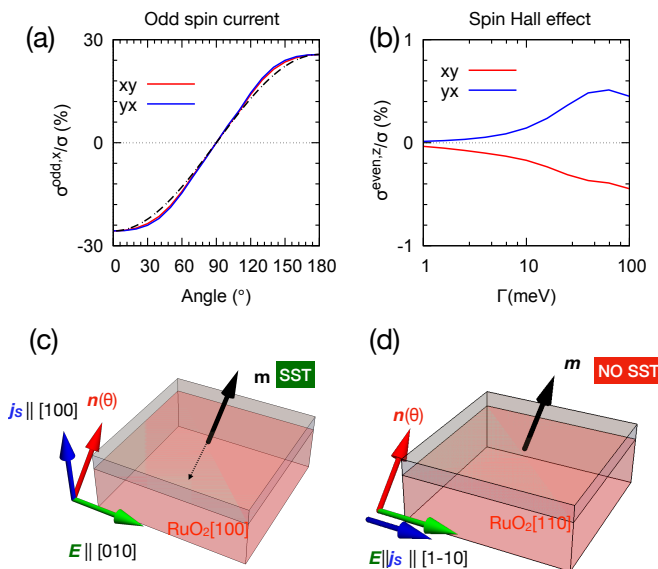 Odd spin current
Spin Hall effect
(a)
30
0
-30
σ^odd,x/σ (%)
xy
yx
0 30 60 90 120 150 180
Angle (°)
(b)
1
0
-1
σ^even,z/σ (%)
xy
yx
1 10 100
Γ(meV)
(c)
m SST
n(θ)
js || [100]
RuO₂[100]
E || [010]
(d)
m
NO SST
n(θ)
RuO₂[110]
E||js || [1-10]